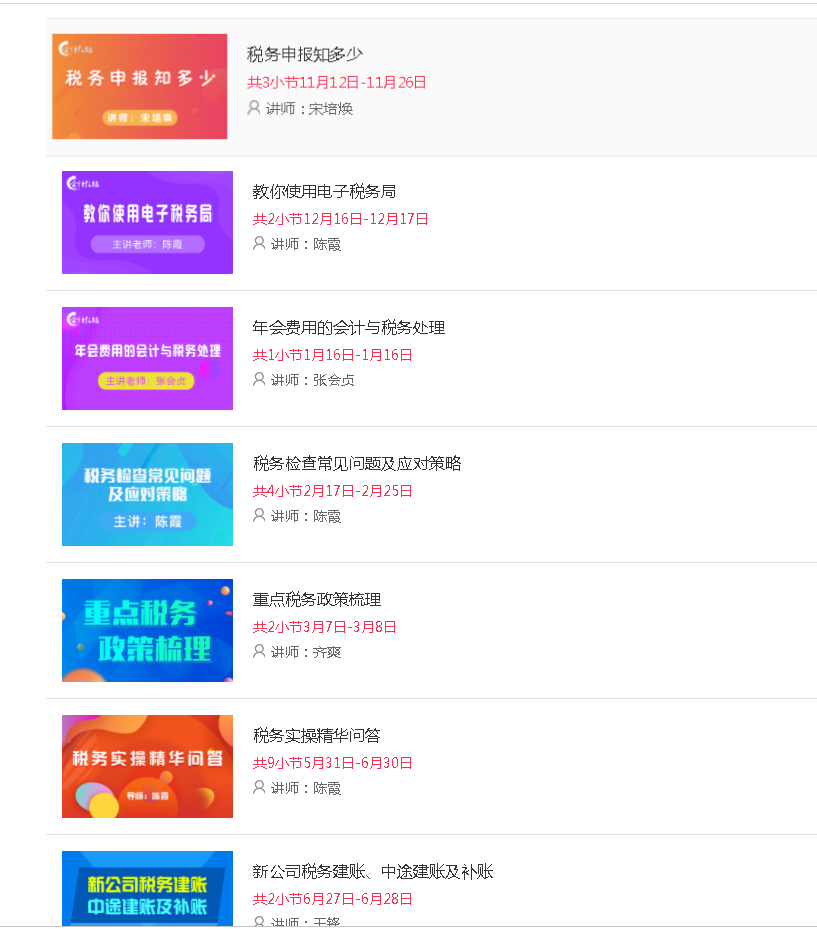 税务申报知多少
讲师：宋培焕
税务申报知多少
共3小节11月12日-11月26日
讲师：宋培焕
教你使用电子税务局
主讲老师：陈霞
教你使用电子税务局
共2小节12月16日-12月17日
讲师：陈霞
年会费用的会计与税务处理
主讲老师：张会贞
年会费用的会计与税务处理
共1小节1月16日-1月16日
讲师：张会贞
税务检查常见问题
及应对策略
主讲：陈霞
税务检查常见问题及应对策略
共4小节2月17日-2月25日
讲师：陈霞
重点税务
政策梳理
重点税务政策梳理
共2小节3月7日-3月8日
讲师：齐爽
税务实操精华问答
导师：陈霞
税务实操精华问答
共9小节5月31日-6月30日
讲师：陈霞
新公司税务建账
中途建账及补账
新公司税务建账、中途建账及补账
共2小节6月27日-6月28日
讲师：王锋